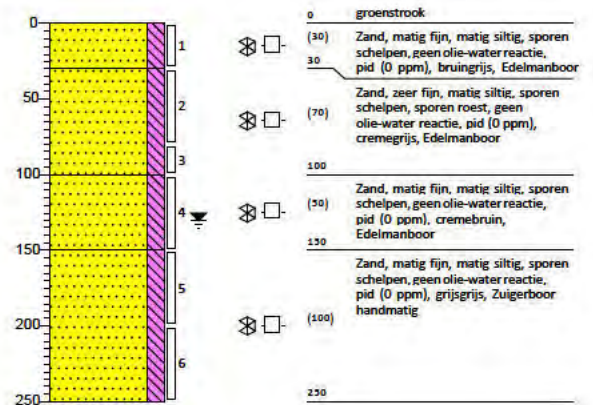 0
50
100
150
200
250
1
2
3
4
5
6
0 groenstrook
(30) Zand, matig fijn, matig siltig, sporen
schelpen, geen olie-water reactie,
30 pid (0 ppm), bruingrijs, Edelmanboor
Zand, zeer fijn, matig siltig, sporen
schelpen, sporen roest, geen
(70) olie-water reactie, pid (0 ppm),
cremegrijs, Edelmanboor
100
Zand, matig fijn, matig siltig, sporen
(50) schelpen, geen olie-water reactie,
pid (0 ppm), cremebruin,
Edelmanboor
150
Zand, matig fijn, matig siltig, sporen
schelpen, geen olie-water reactie,
pid (0 ppm), grijsgrijs, Zuigerboor
(100) handmatig
250